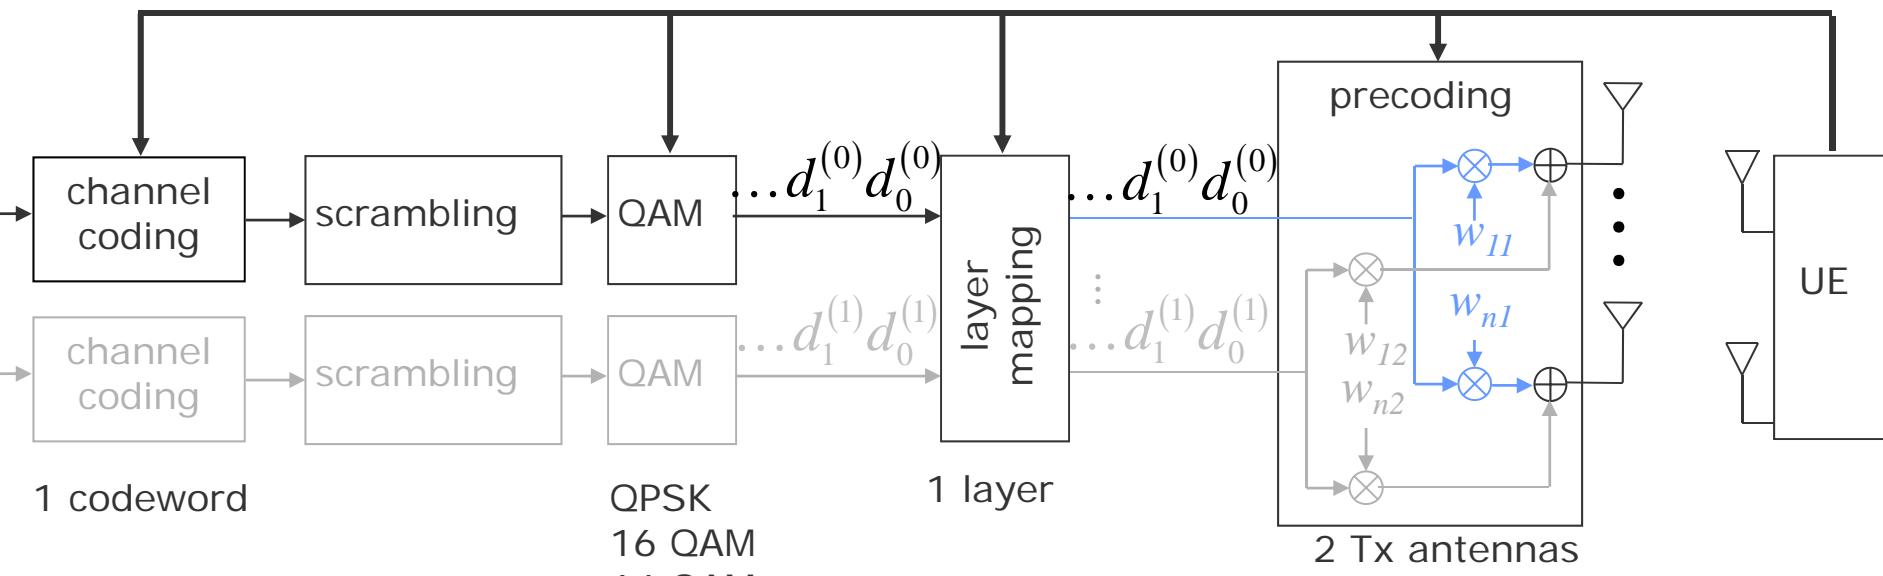 precoding
channel
coding
scrambling
QAM
…d₁⁽⁰⁾d₀⁽⁰⁾
layer
mapping
…d₁⁽⁰⁾d₀⁽⁰⁾
w₁₁
wₙ₁
UE
channel
coding
scrambling
QAM
…d₁⁽¹⁾d₀⁽¹⁾
⋮
…d₁⁽¹⁾d₀⁽¹⁾
w₁₂
wₙ₂
1 codeword
QPSK
16 QAM
1 layer
2 Tx antennas